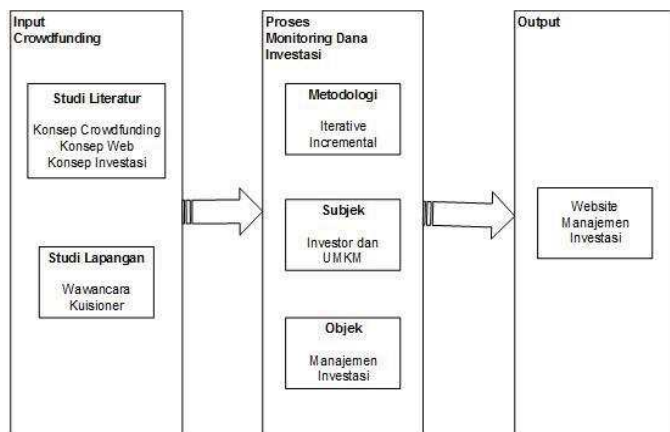 Input
Crowdfunding
Studi Literatur
Konsep Crowdfunding
Konsep Web
Konsep Investasi
Studi Lapangan
Wawancara
Kuisioner
Proses
Monitoring Dana
Investasi
Metodologi
Iterative
Incremental
Subjek
Investor dan
UMKM
Objek
Manajemen
Investasi
Output
Website
Manajemen
Investasi